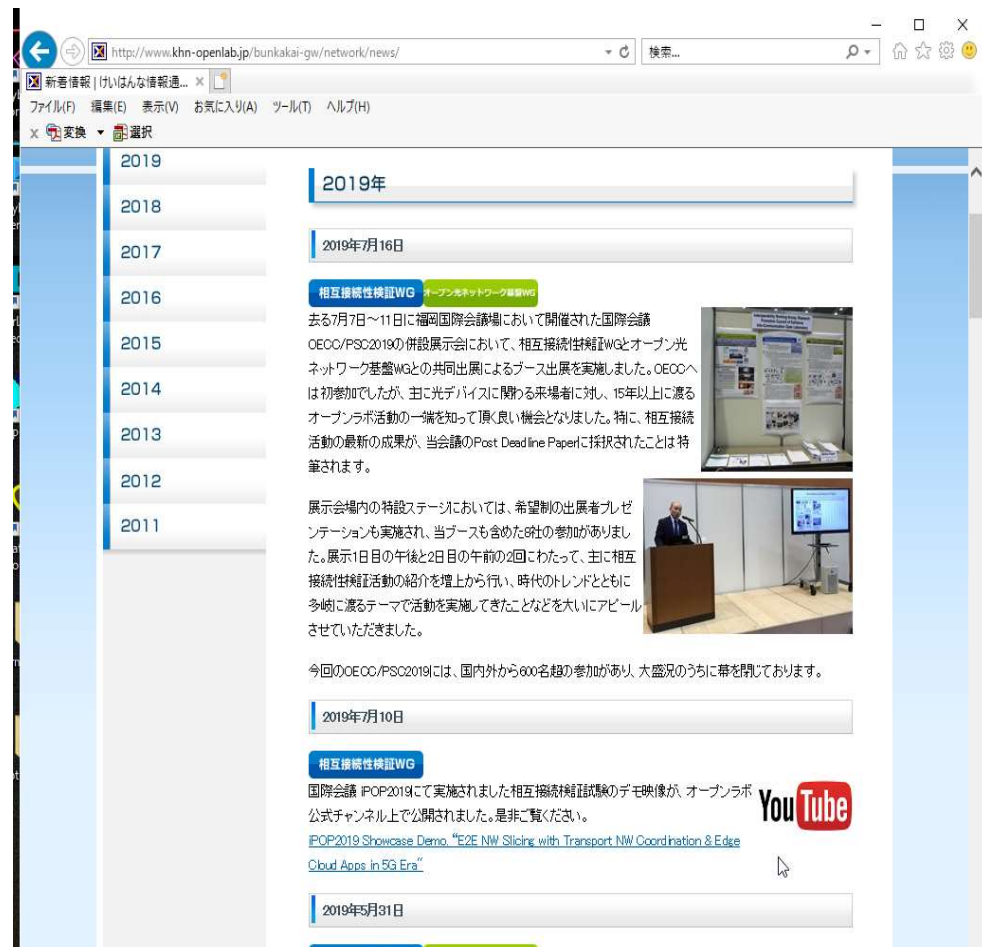 http://www.khn-openlab.jp/bunkakai-gw/network/news/
検索...
新着情報 | けいはんな情報通...
ファイル(F) 編集(E) 表示(V) お気に入り(A) ツール(T) ヘルプ(H)
x 変換 選択
2019
2018
2017
2016
2015
2014
2013
2012
2011
2019年
2019年7月16日
相互接続性検証WG オープン光ネットワーク基盤WG
去る7月7日～11日に福岡国際会議場において開催された国際会議
OECC/PSC2019の併設展示会において、相互接続性検証WGとオープン光
ネットワーク基盤WGとの共同出展によるブース出展を実施しました。OECCへ
は初参加でしたが、主に光デバイスに関わる来場者に対し、15年以上に渡る
オープンラボ活動の一端を知って頂く良い機会となりました。特に、相互接続
活動の最新の成果が、当会議のPost Deadline Paperに採択されたことは特
筆されます。
展示会場内の特設ステージにおいては、希望制の出展者プレゼ
ンテーションも実施され、当ブースも含めた8社の参加がありまし
た。展示1日目の午後と2日目の午前の2回にわたって、主に相互
接続性検証活動の紹介を壇上から行い、時代のトレンドとともに
多岐に渡るテーマで活動を実施してきたことなどを大いにアピール
させていただきました。
今回のOECC/PSC2019には、国内外から600名超の参加があり、大盛況のうちに幕を閉じております。
2019年7月10日
相互接続性検証WG
国際会議 iPOP2019にて実施されました相互接続検証試験のデモ映像が、オープンラボ
公式チャンネル上で公開されました。是非ご覧ください。
iPOP2019 Showcase Demo, "E2E NW Slicing with Transport NW Coordination & Edge
Cloud Apps in 5G Era"
YouTube
2019年5月31日